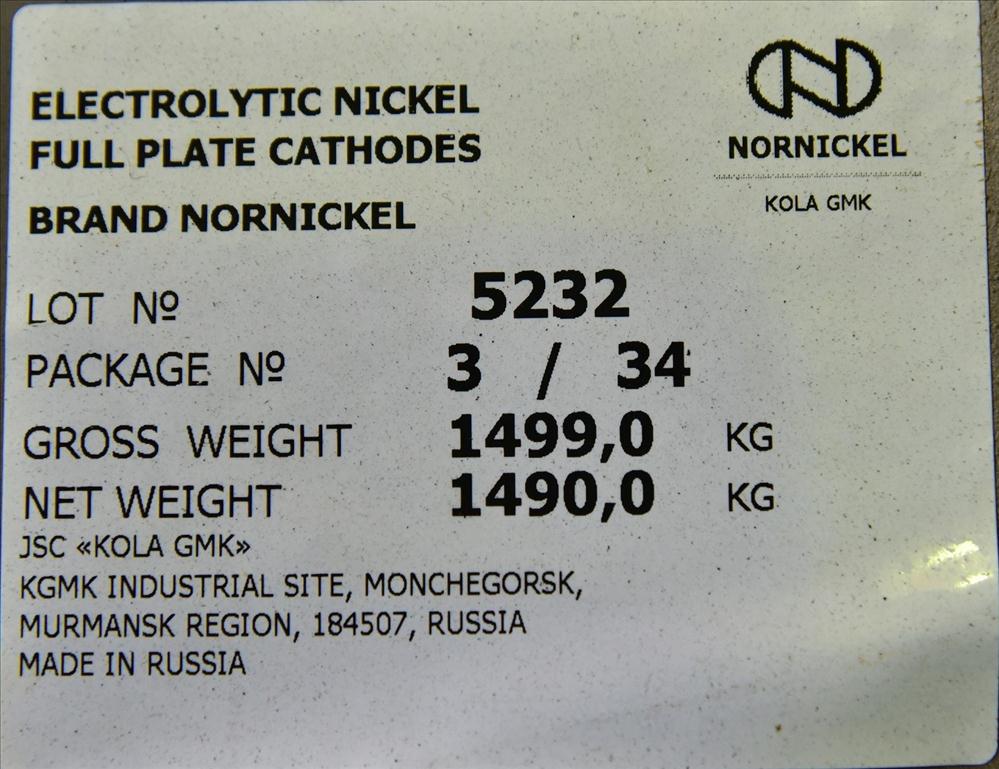 ELECTROLYTIC NICKEL
FULL PLATE CATHODES
BRAND NORNICKEL
NORNICKEL
KOLA GMK
LOT № 5232
PACKAGE № 3 / 34
GROSS WEIGHT 1499,0 KG
NET WEIGHT 1490,0 KG
JSC «KOLA GMK»
KGMK INDUSTRIAL SITE, MONCHEGORSK,
MURMANSK REGION, 184507, RUSSIA
MADE IN RUSSIA